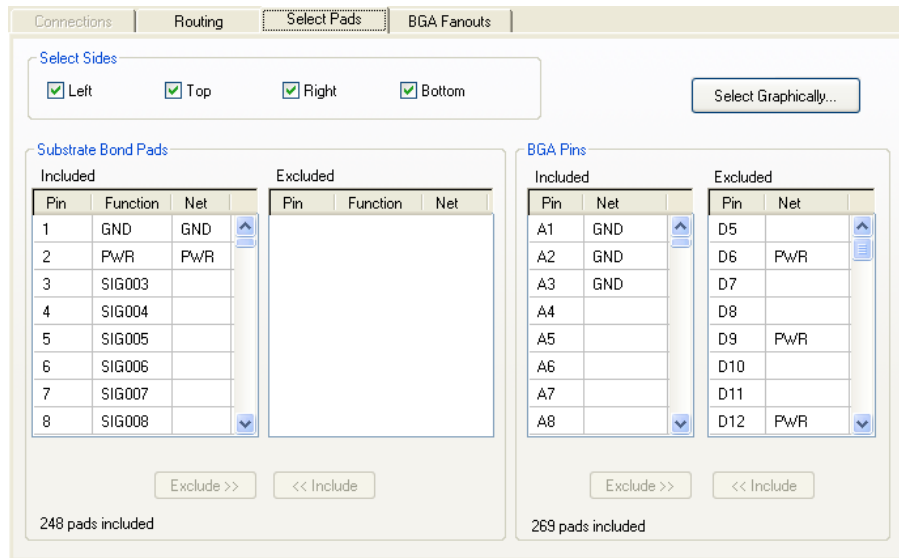 Connections Routing Select Pads BGA Fanouts
Select Sides
Left Top Right Bottom
Select Graphically...
Substrate Bond Pads
Included Excluded
Pin Function Net Pin Function Net
1 GND GND
2 PWR PWR
3 SIG003
4 SIG004
5 SIG005
6 SIG006
7 SIG007
8 SIG008
Exclude >> << Include
248 pads included
BGA Pins
Included Excluded
Pin Net Pin Net
A1 GND D5
A2 GND D6 PWR
A3 GND D7
A4 D8
A5 D9 PWR
A6 D10
A7 D11
A8 D12 PWR
Exclude >> << Include
269 pads included